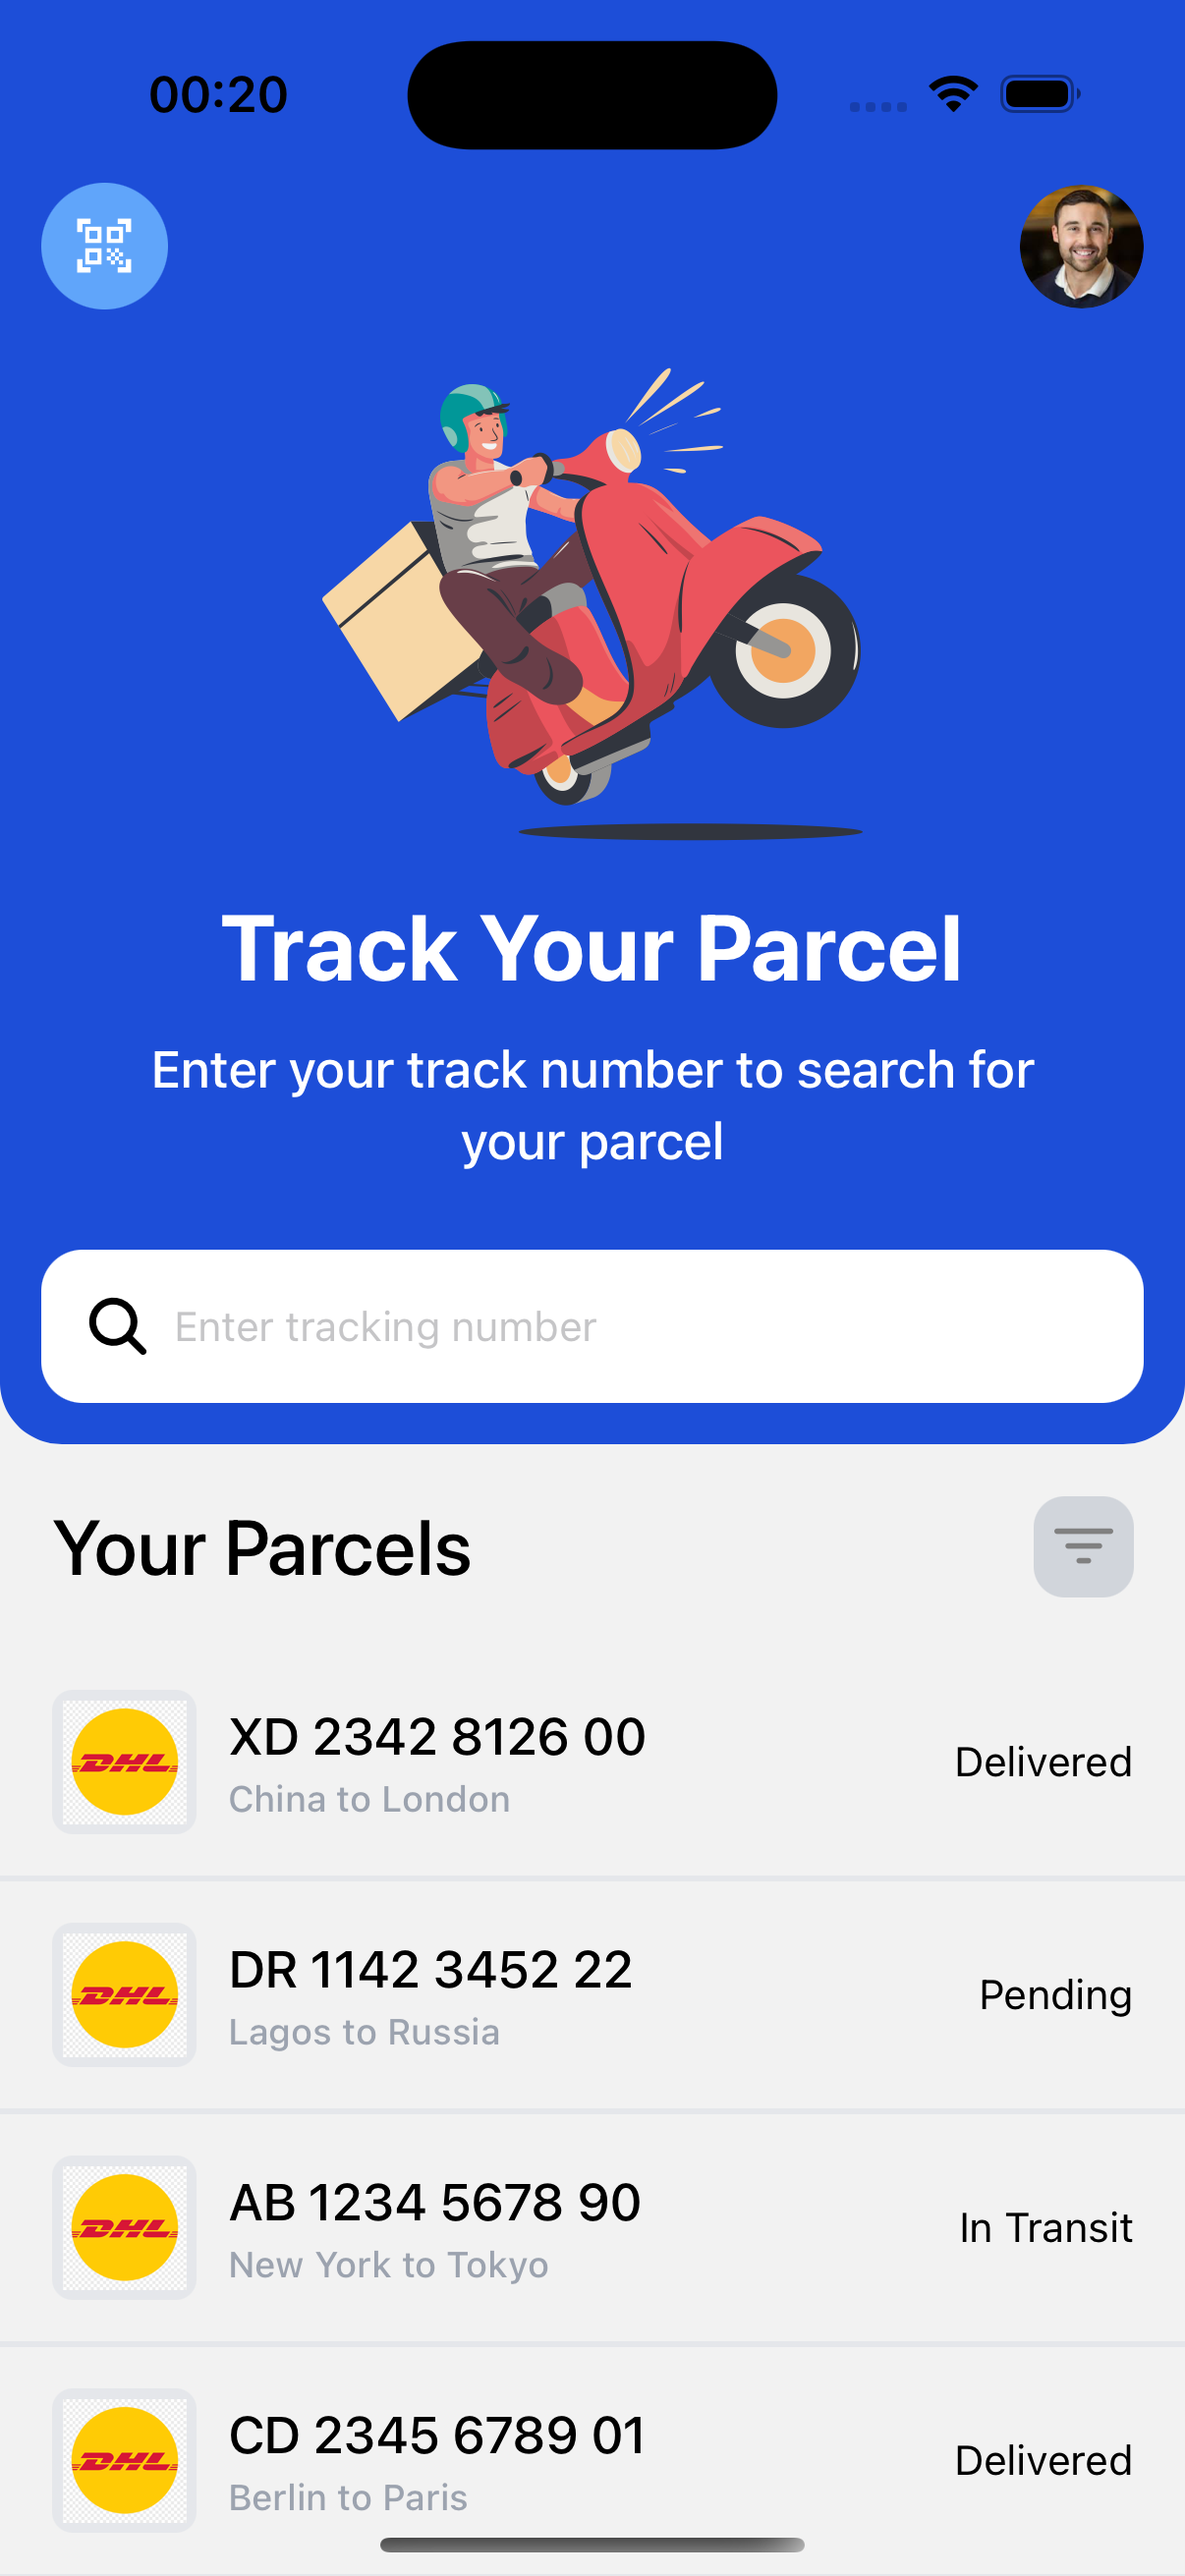 00:20
Track Your Parcel
Enter your track number to search for
your parcel
Enter tracking number
Your Parcels
DHL
XD 2342 8126 00
China to London
Delivered
DHL
DR 1142 3452 22
Lagos to Russia
Pending
DHL
AB 1234 5678 90
New York to Tokyo
In Transit
DHL
CD 2345 6789 01
Berlin to Paris
Delivered